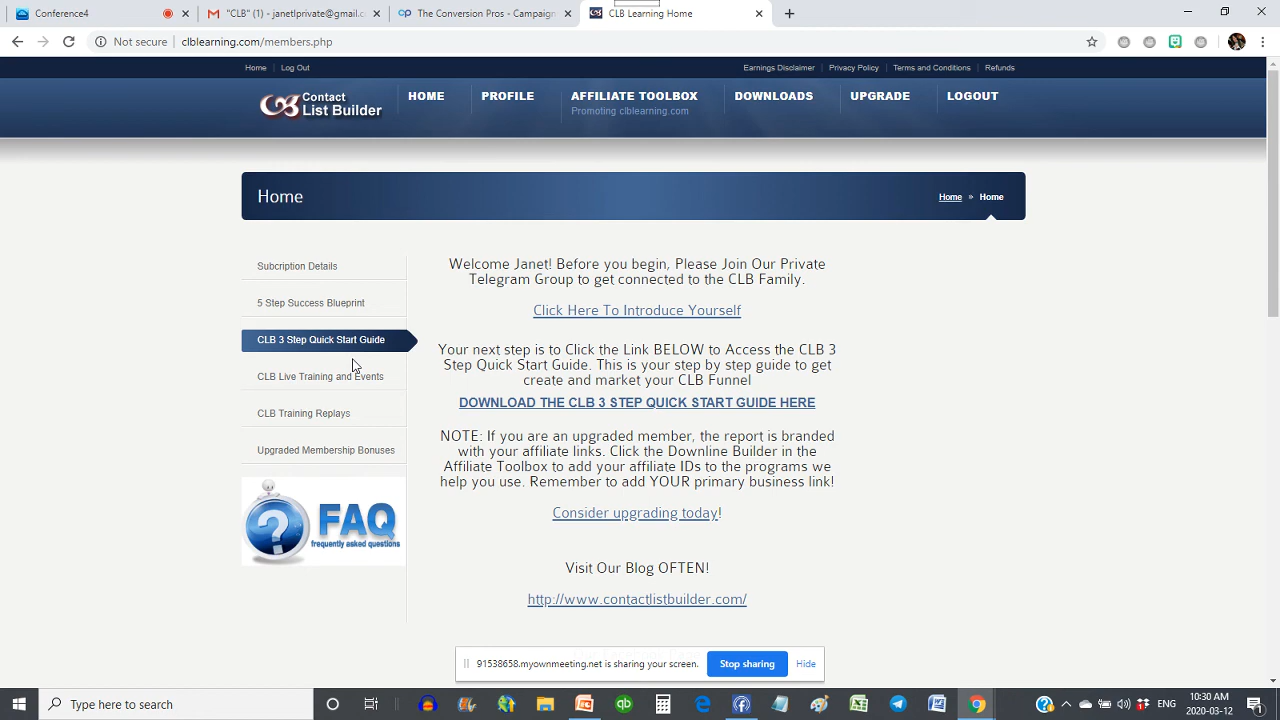 Conference4
"CLB" (1) - janetlprivate@gmail.c
The Conversion Pros - Campaign
CLB Learning Home
Not secure
clblearning.com/members.php
Home
Log Out
Earnings Disclaimer
Privacy Policy
Terms and Conditions
Refunds
Contact
List Builder
HOME
PROFILE
AFFILIATE TOOLBOX
Promoting clblearning.com
DOWNLOADS
UPGRADE
LOGOUT
Home
Home » Home
Subcription Details
5 Step Success Blueprint
CLB 3 Step Quick Start Guide
CLB Live Training and Events
CLB Training Replays
Upgraded Membership Bonuses
FAQ
frequently asked questions
Welcome Janet! Before you begin, Please Join Our Private
Telegram Group to get connected to the CLB Family.
Click Here To Introduce Yourself
Your next step is to Click the Link BELOW to Access the CLB 3
Step Quick Start Guide. This is your step by step guide to get
create and market your CLB Funnel
DOWNLOAD THE CLB 3 STEP QUICK START GUIDE HERE
NOTE: If you are an upgraded member, the report is branded
with your affiliate links. Click the Downline Builder in the
Affiliate Toolbox to add your affiliate IDs to the programs we
help you use. Remember to add YOUR primary business link!
Consider upgrading today!
Visit Our Blog OFTEN!
http://www.contactlistbuilder.com/
91538658.myownmeeting.net is sharing your screen.
Stop sharing
Hide
Type here to search
ENG
10:30 AM
2020-03-12